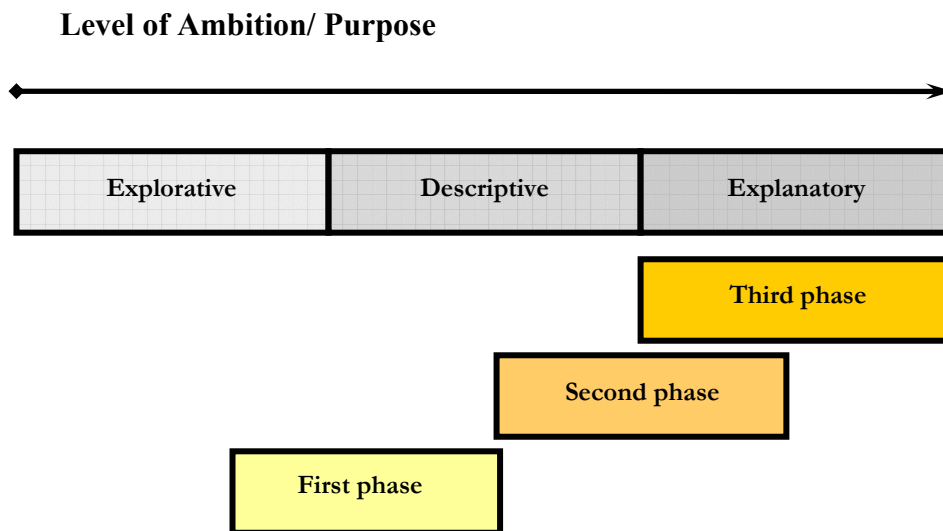 Level of Ambition/ Purpose
Explorative
Descriptive
Explanatory
Third phase
Second phase
First phase